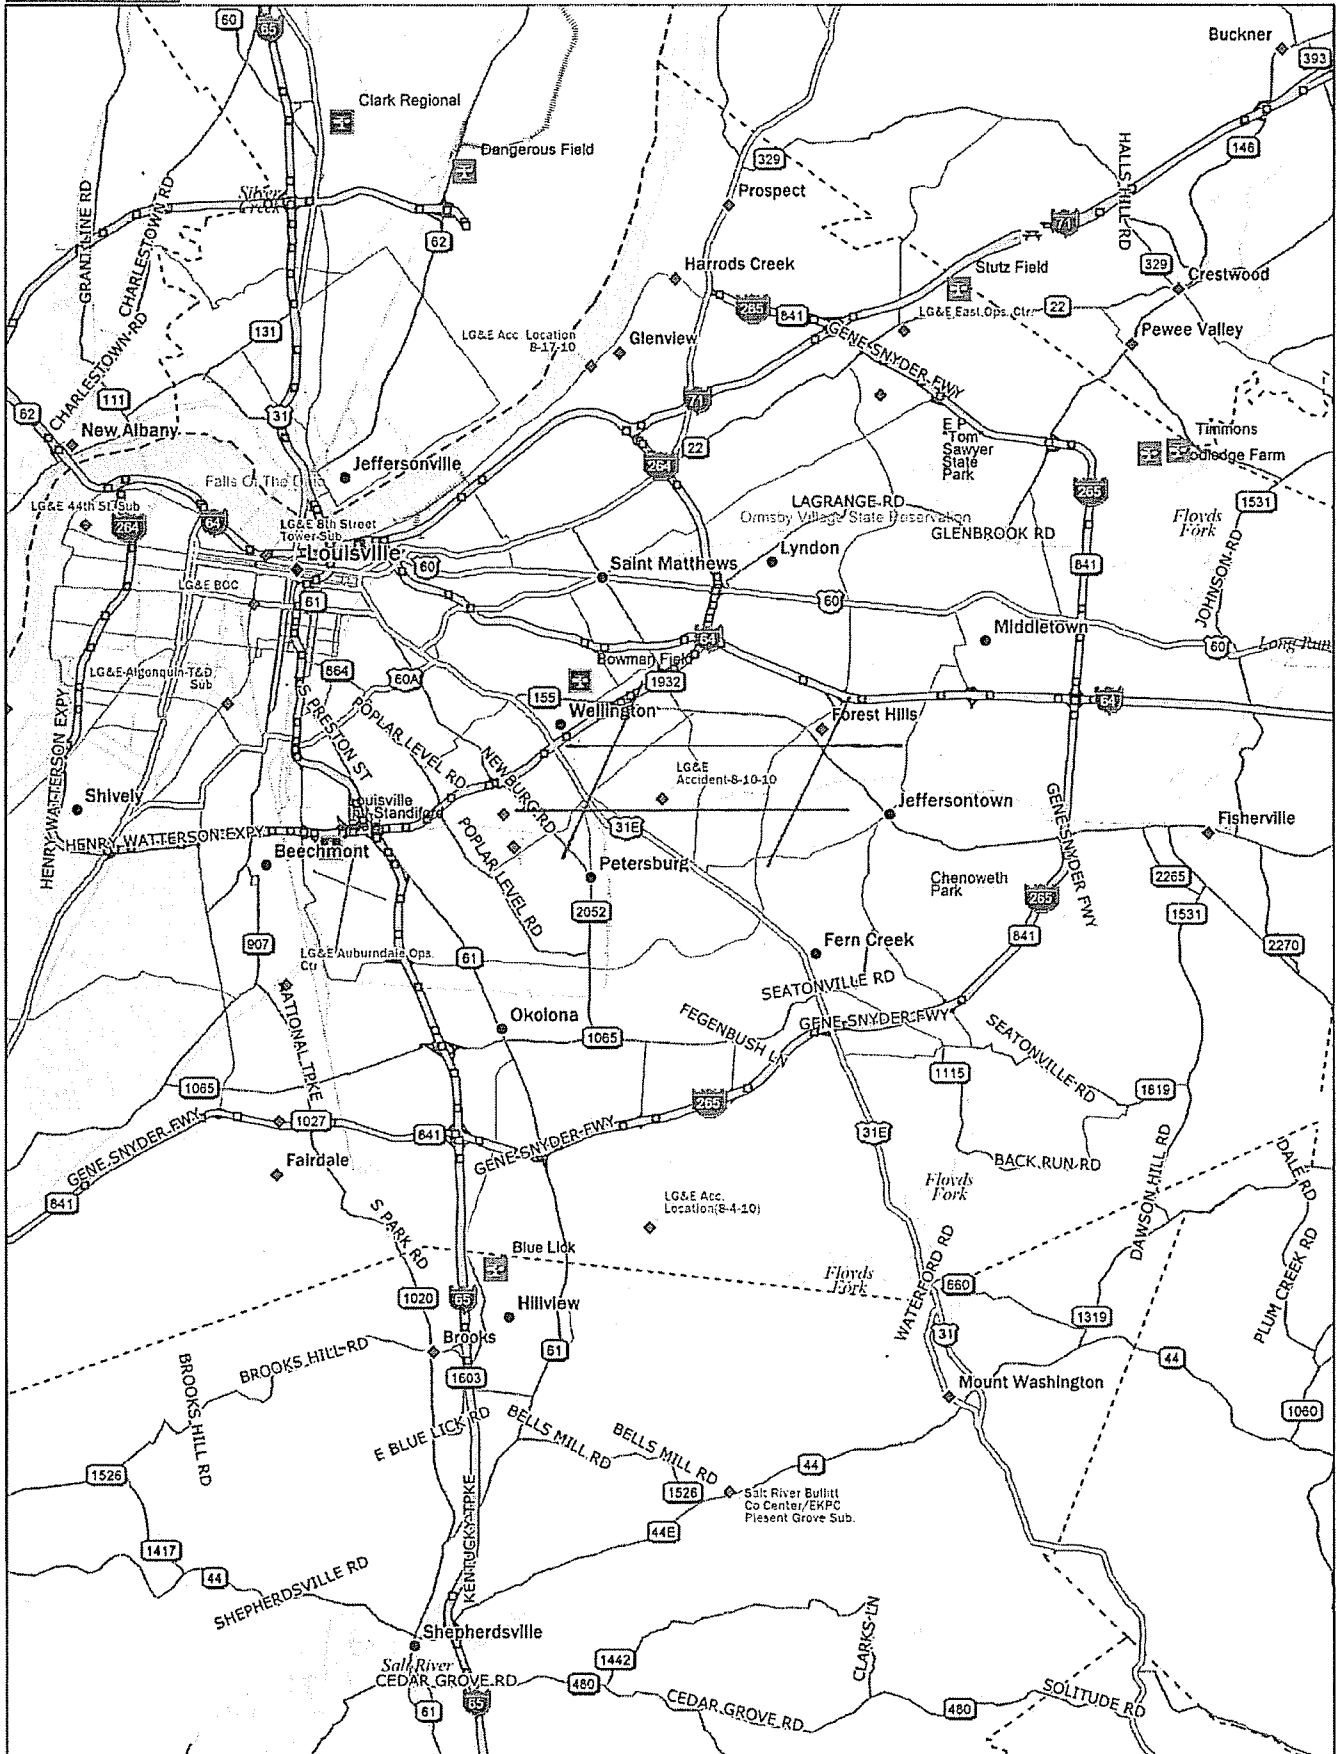 60
65
Buckner
393
Clark Regional
Dangerous Field
146
329
HALLS HILL RD
GRANT LINE RD
CHARLESTOWN RD
Silver
Creek
Prospect
71
62
Harrods Creek
Stutz Field
329
Crestwood
265
841
LG&E East Ops. Ctr.
22
CHARLESTOWN RD
131
LG&E Acc. Location
8-17-10
Glenview
GENE SNYDER FWY
Pewee Valley
62
111
31
71
New Albany
22
E P
"Tom
Sawyer
State
Park
Timmons
Jeffersonville
264
265
1531
LG&E 44th St. Sub
264
64
LG&E 8th Street
Tower Sub
LAGRANGE RD
Ormsby Village State Reservation
GLENBROOK RD
Floyds
Fork
Louisville
60
Saint Matthews
Lyndon
841
LG&E BOC
61
60
JOHNSON RD
Middletown
64
60
Long Run
LG&E-Algonquin-T&D
Sub
864
60A
Bowman Field
1932
155
Wellington
Forest Hills
64
HENRY WATTERSON EXPY
S PRESTON ST
POPLAR LEVEL RD
NEWBURG RD
LG&E
Accident-8-10-10
Shively
Jeffersontown
GENE SNYDER FWY
Fisherville
31E
HENRY WATTERSON EXPY
Beechmont
POPLAR LEVEL RD
Petersburg
Chenoweth
Park
265
2265
2052
1531
907
LG&E Auburndale Ops.
Ctr
61
Fern Creek
841
2270
SEATONVILLE RD
NATIONAL TPKE
Okolona
FEGENBUSH LN
GENE SNYDER FWY
1065
SEATONVILLE RD
1065
1115
1819
265
GENE SNYDER FWY
1027
841
GENE SNYDER FWY
31E
Fairdale
BACK RUN RD
DAWSON HILL RD
DALE RD
841
LG&E Acc.
Location(8-4-10)
Floyds
Fork
S PARK RD
Blue Lick
Floyds
Fork
WATERFORD RD
660
PLUM CREEK RD
1020
65
Hillview
1319
31
Brooks
61
44
BROOKS HILL RD
BROOKS HILL RD
1603
Mount Washington
1060
E BLUE LICK RD
BELLS MILL RD
BELLS MILL RD
44
1526
1526
Salt River Bullitt
Co Center/EKPC
Plesent Grove Sub.
44E
KENTUCKY TPKE
1417
44
SHEPHERDSVILLE RD
Shepherdsville
CLARKS LN
Salt River
1442
CEDAR GROVE RD
480
65
61
CEDAR GROVE RD
480
SOLITUDE RD